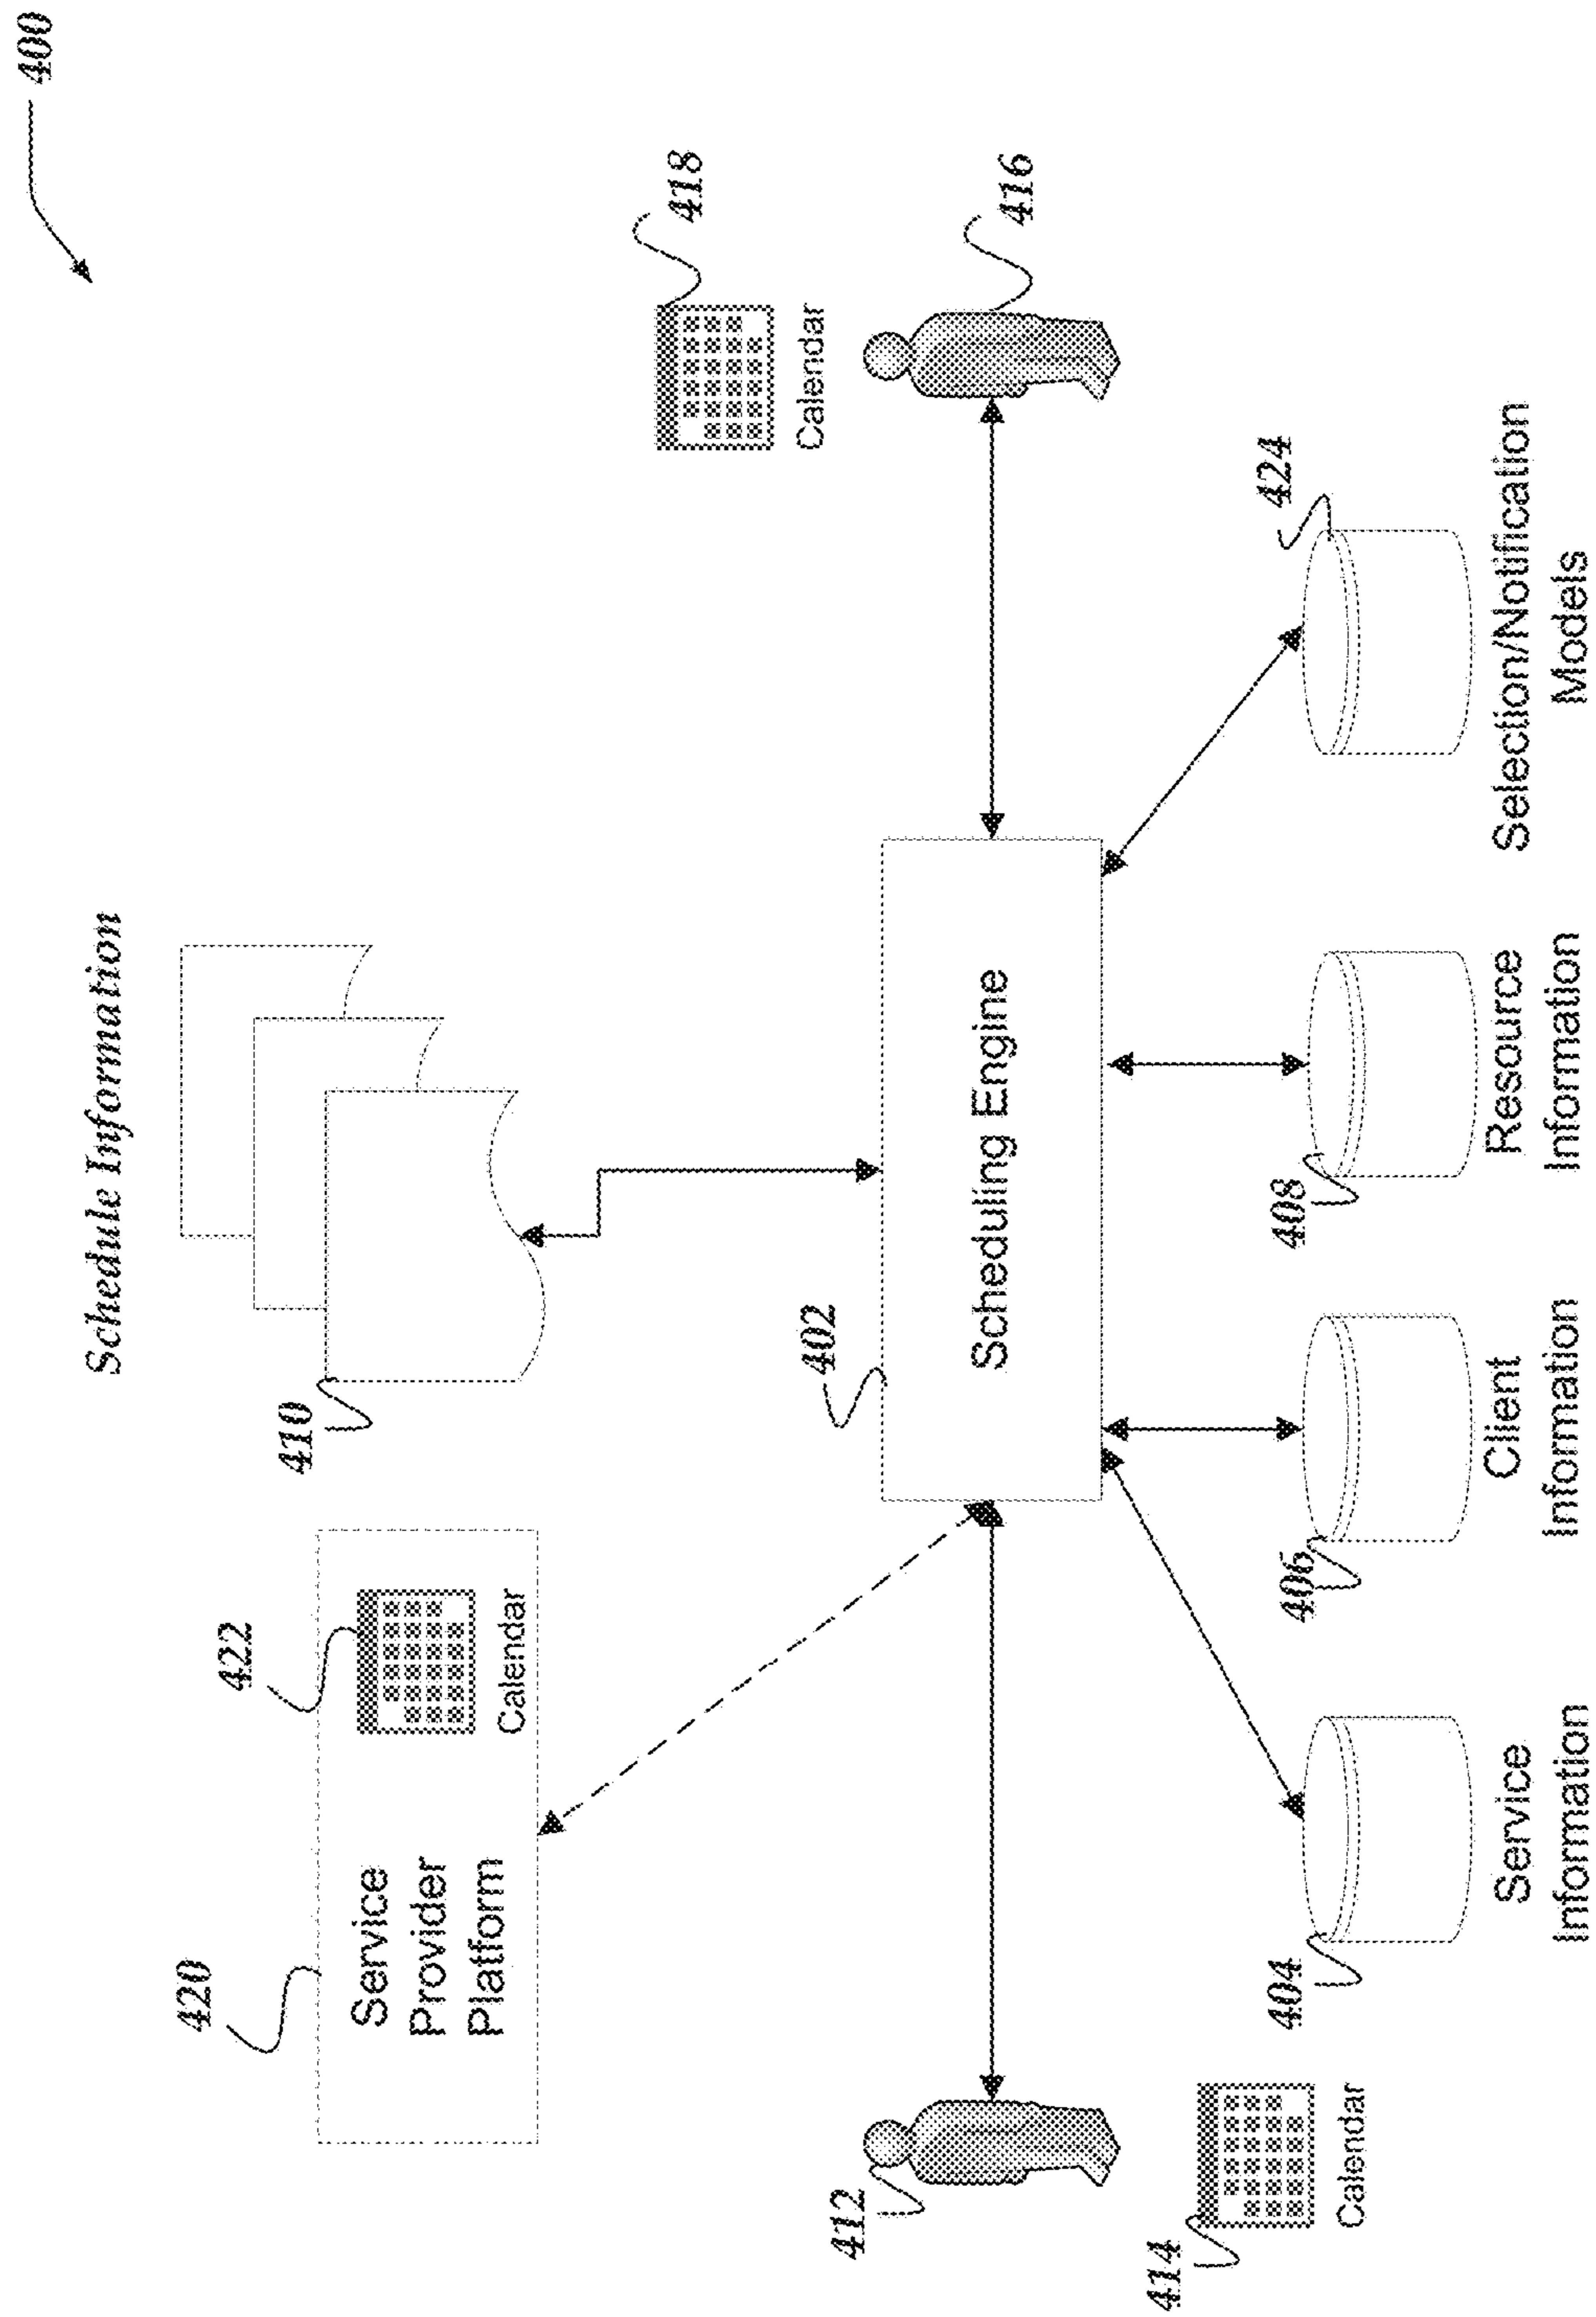 400
Schedule Information
410
420
Service
Provider
Platform
422
Calendar
418
Calendar
402
Scheduling Engine
412
416
414
Calendar
404
Service
Information
406
Client
Information
408
Resource
Information
424
Selection/Notification
Models